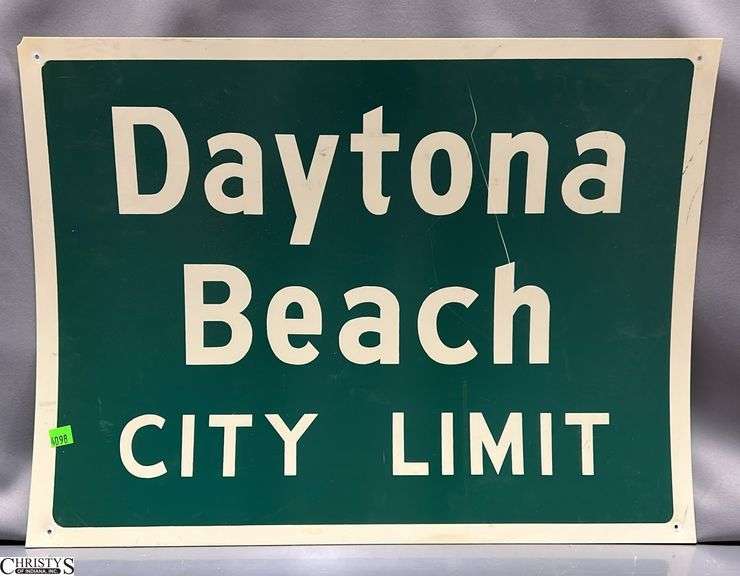 Daytona
Beach
CITY LIMIT
4098
CHRISTY'S
OF INDIANA, INC.